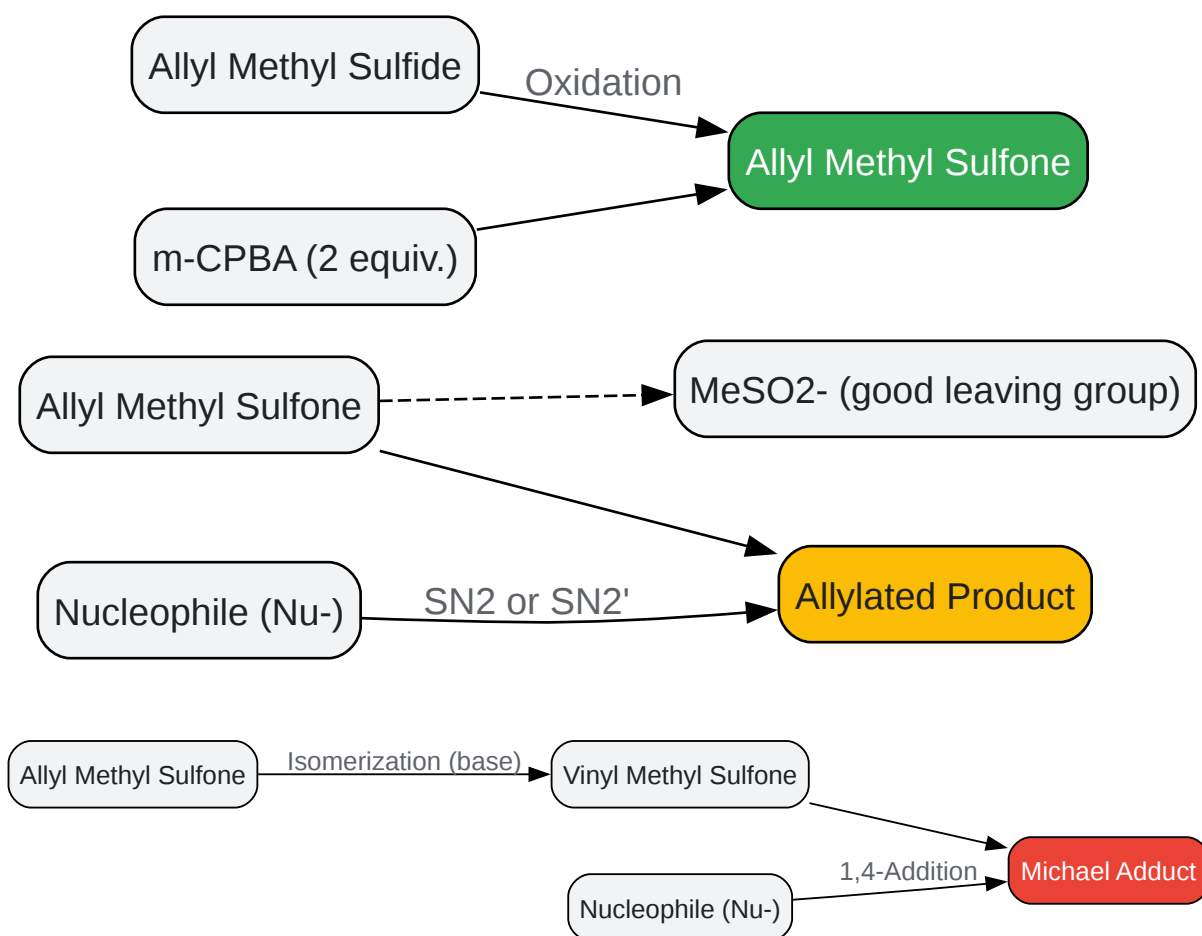 Allyl Methyl Sulfide
Oxidation
Allyl Methyl Sulfone
m-CPBA (2 equiv.)
Allyl Methyl Sulfone
MeSO2- (good leaving group)
Nucleophile (Nu-)
SN2 or SN2'
Allylated Product
Allyl Methyl Sulfone
Isomerization (base)
Vinyl Methyl Sulfone
1,4-Addition
Michael Adduct
Nucleophile (Nu-)